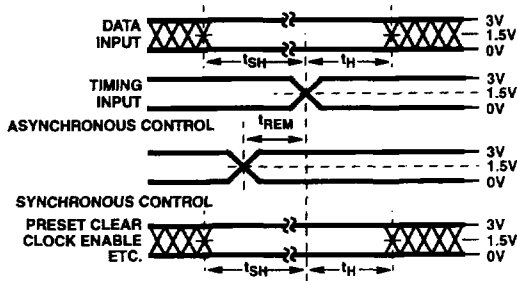 DATA
INPUT
3V
1.5V
0V
tSH
tH
TIMING
INPUT
3V
1.5V
0V
ASYNCHRONOUS CONTROL
tREM
3V
1.5V
0V
SYNCHRONOUS CONTROL
PRESET CLEAR
CLOCK ENABLE
ETC.
3V
1.5V
0V
tSH
tH